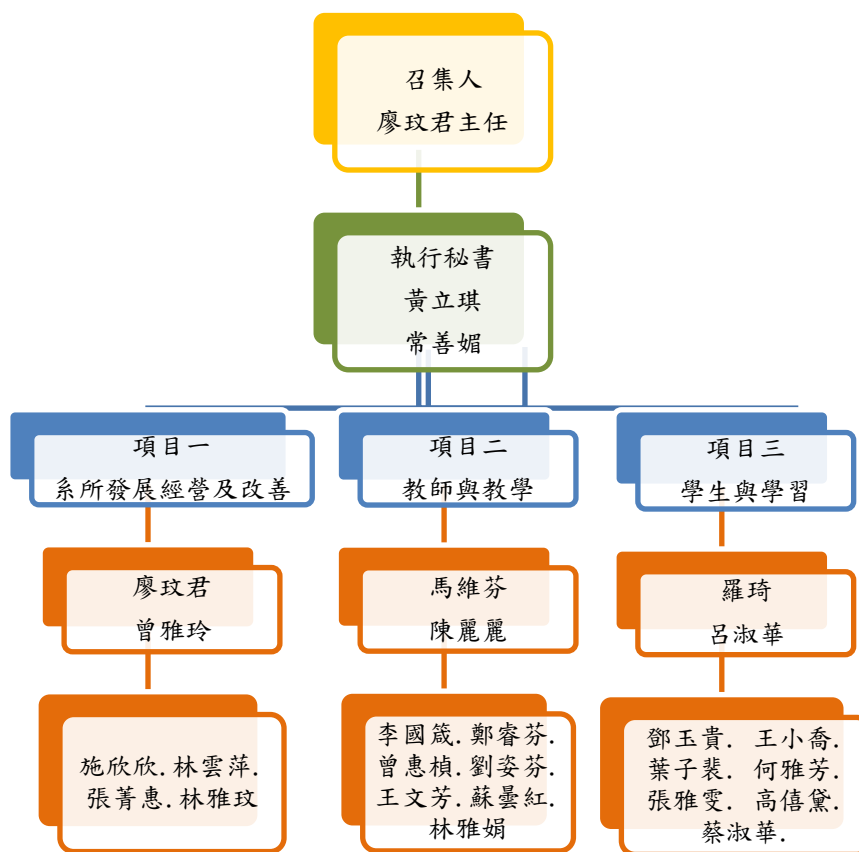 召集人
廖玟君主任
執行秘書
黃立琪
常善媚
項目一
系所發展經營及改善
項目二
教師與教學
項目三
學生與學習
廖玟君
曾雅玲
馬維芬
陳麗麗
羅琦
呂淑華
施欣欣.林雲萍.
張菁惠.林雅玟
李國箴.鄭睿芬.
曾惠楨.劉姿芬.
王文芳.蘇曇紅.
林雅娟
鄧玉貴. 王小喬.
葉子裴. 何雅芳.
張雅雯. 高僖黛.
蔡淑華.